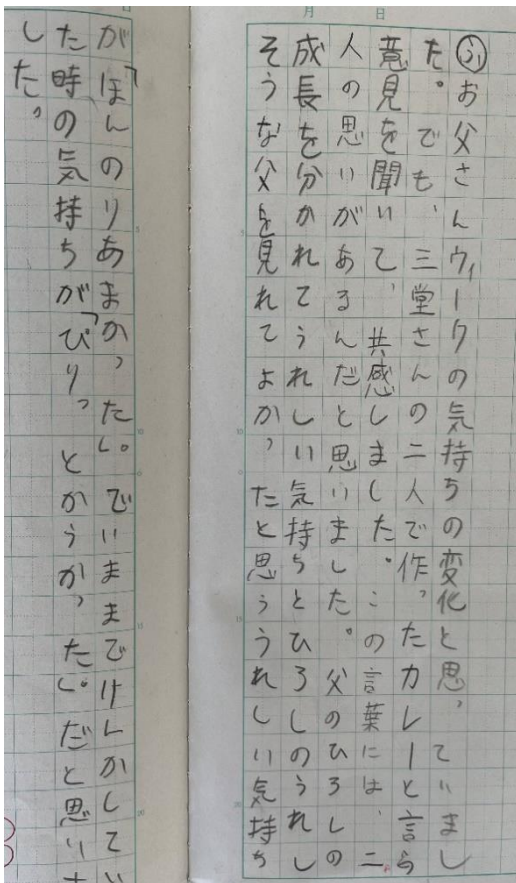 月 日
㋫お父さんウィークの気持ちの変化と思っていまし
た。でも、三堂さんの二人で作ったカレーと言う
意見を聞いて、共感しました。この言葉には、二
人の思いがあるんだと思いました。父のひろしの
成長を分かれてうれしい気持ちとひろしのうれし
そうな父を見れてよかったと思ううれしい気持ち
が「ほんのりあまかった」。でいままでけんかしてい
た時の気持ちが「ぴりっとからかった」。だと思いま
した。